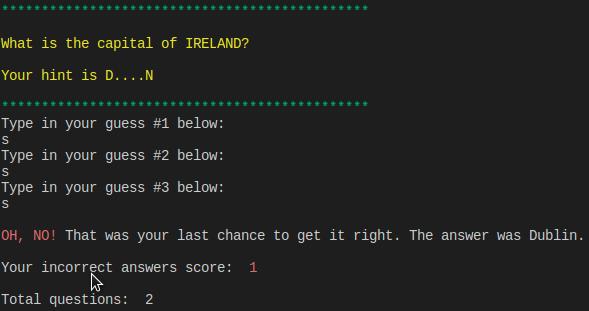 **********************************************
What is the capital of IRELAND?
Your hint is D....N
**********************************************
Type in your guess #1 below:
s
Type in your guess #2 below:
s
Type in your guess #3 below:
s
OH, NO! That was your last chance to get it right. The answer was Dublin.
Your incorrect answers score:  1
Total questions:  2